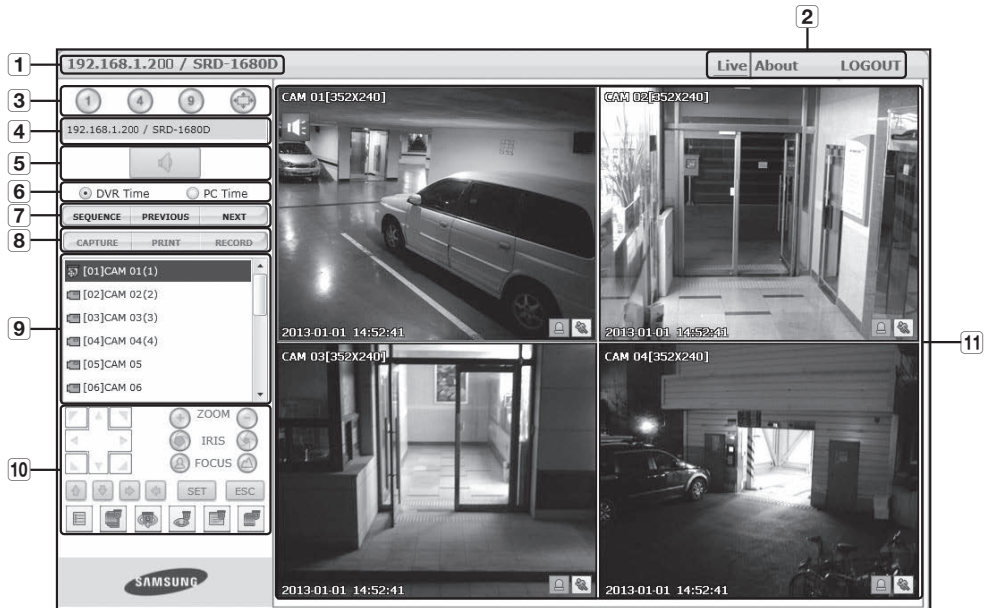 2
1
192.168.1.200 / SRD-1680D
Live About LOGOUT
3
1 4 9
4
192.168.1.200 / SRD-1680D
5
6
DVR Time PC Time
7
SEQUENCE PREVIOUS NEXT
8
CAPTURE PRINT RECORD
9
[01]CAM 01(1)
[02]CAM 02(2)
[03]CAM 03(3)
[04]CAM 04(4)
[05]CAM 05
[06]CAM 06
10
ZOOM
IRIS
FOCUS
SET ESC
SAMSUNG
CAM 01[352X240]
2013-01-01 14:52:41
CAM 02[352X240]
2013-01-01 14:52:41
CAM 03[352X240]
2013-01-01 14:52:41
CAM 04[352X240]
2013-01-01 14:52:41
11